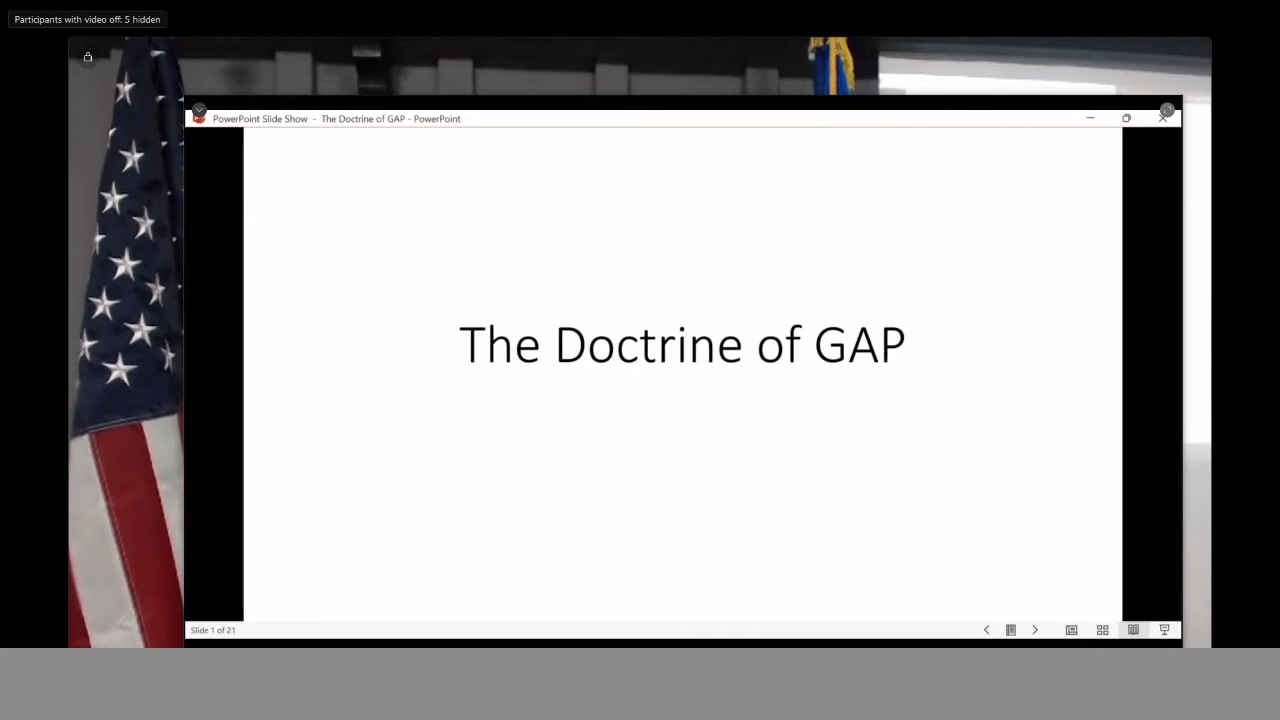 Participants with video off: 5 hidden
PowerPoint Slide Show - The Doctrine of GAP - PowerPoint
The Doctrine of GAP
Slide 1 of 21